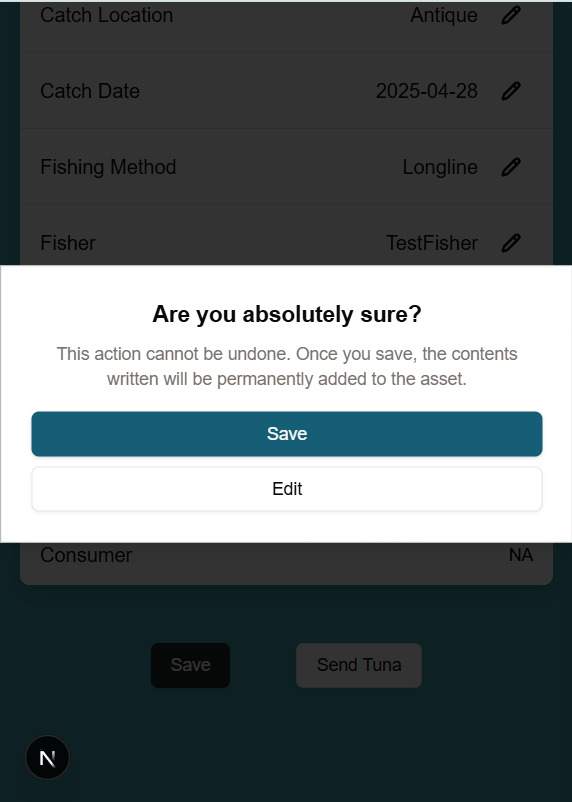 Catch Location Antique
Catch Date 2025-04-28
Fishing Method Longline
Fisher TestFisher
Are you absolutely sure?
This action cannot be undone. Once you save, the contents
written will be permanently added to the asset.
Save
Edit
Consumer NA
Save Send Tuna
N